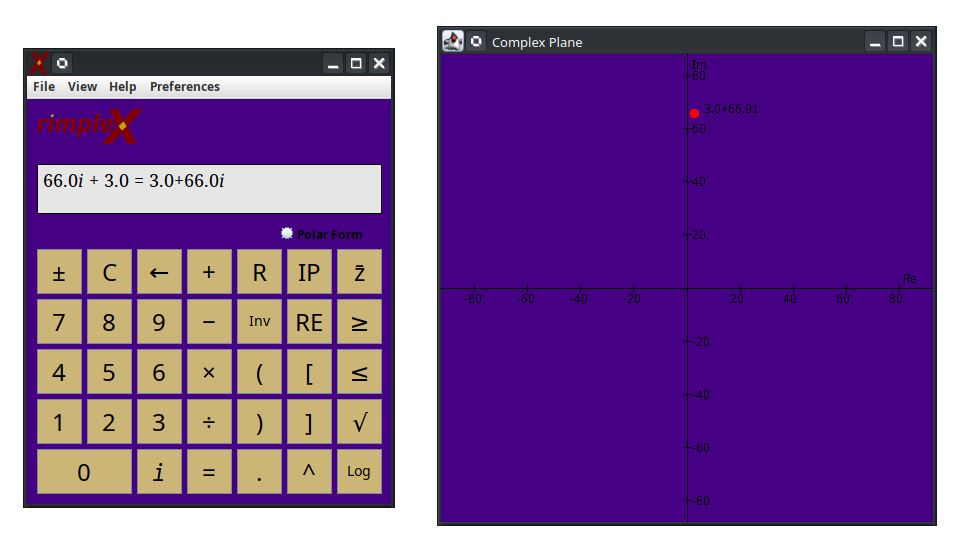 File View Help Preferences
rimpleX
66.0i + 3.0 = 3.0+66.0i
Polar Form
± C ← + R IP z̄
7 8 9 − Inv RE ≥
4 5 6 × ( [ ≤
1 2 3 ÷ ) ] √
0 i = . ^ Log
Complex Plane
Im
80
3.0+66.0i
60
40
20
Re
-80 -60 -40 -20 20 40 60 80
-20
-40
-60
-80